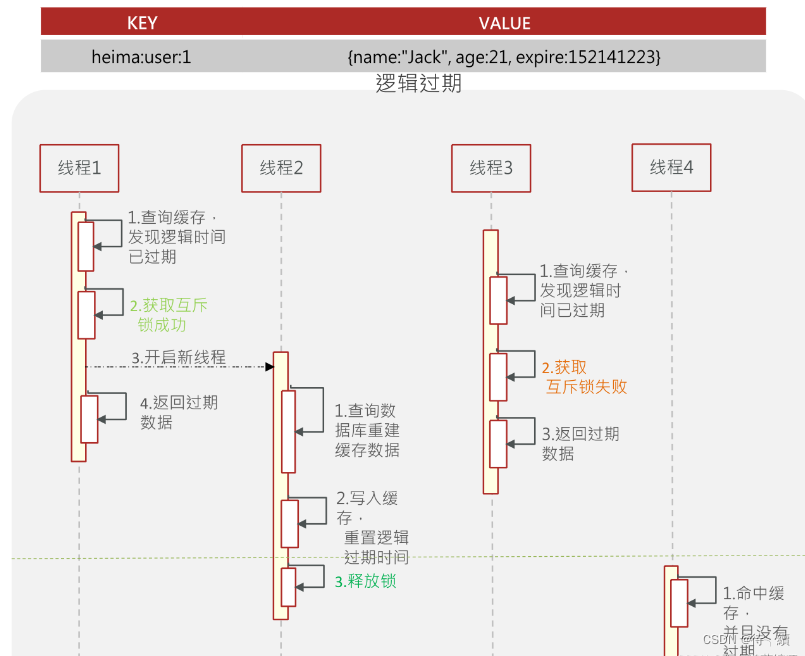 KEY VALUE
heima:user:1 {name:"Jack", age:21, expire:152141223}
逻辑过期
线程1
线程2
线程3
线程4
1.查询缓存·
发现逻辑时间
已过期
2.获取互斥
锁成功
3.开启新线程
4.返回过期
数据
1.查询数
据库重建
缓存数据
2.写入缓
存·
重置逻辑
过期时间
3.释放锁
1.查询缓存·
发现逻辑时
间已过期
2.获取
互斥锁失败
3.返回过期
数据
1.命中缓
存·
并且没有
过期
CSDN